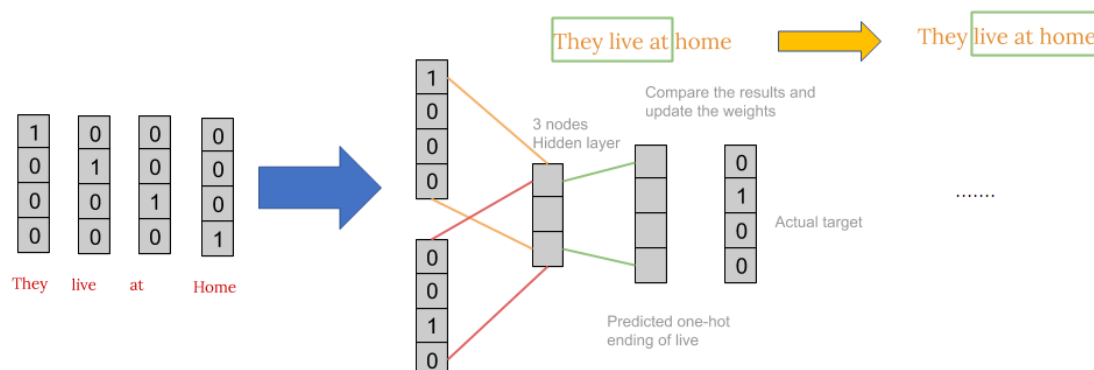 They live at home
They live at home
Compare the results and
update the weights
3 nodes
Hidden layer
1 0 0 0
0 1 0 0
0 0 1 0
0 0 0 1
They live at Home
1
0
0
0
0
0
1
0
0
1
0
0
Actual target
.......
Predicted one-hot
ending of live